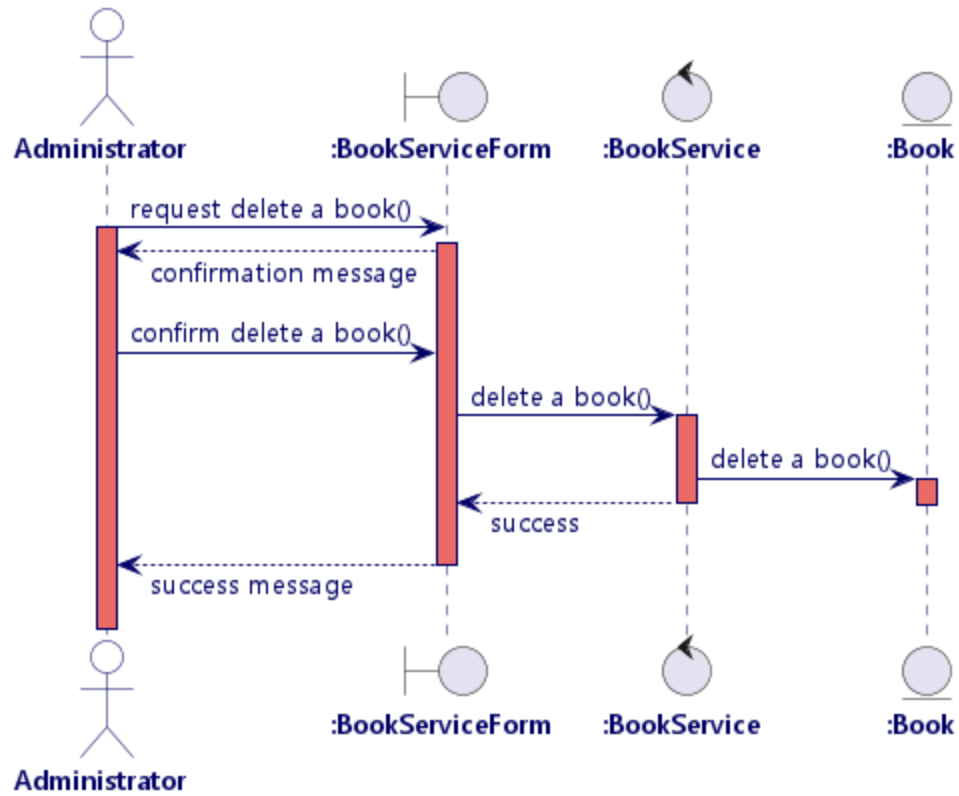 Administrator
:BookServiceForm
:BookService
:Book
request delete a book()
confirmation message
confirm delete a book()
delete a book()
delete a book()
success
success message
:BookServiceForm
:BookService
:Book
Administrator